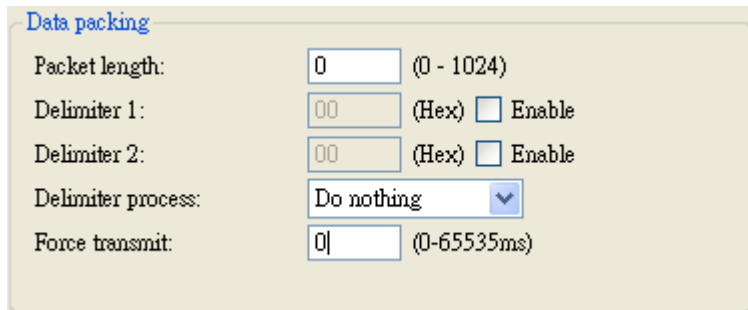 Data packing
Packet length: 0 (0 - 1024)
Delimiter 1: 00 (Hex) Enable
Delimiter 2: 00 (Hex) Enable
Delimiter process: Do nothing
Force transmit: 0 (0-65535ms)